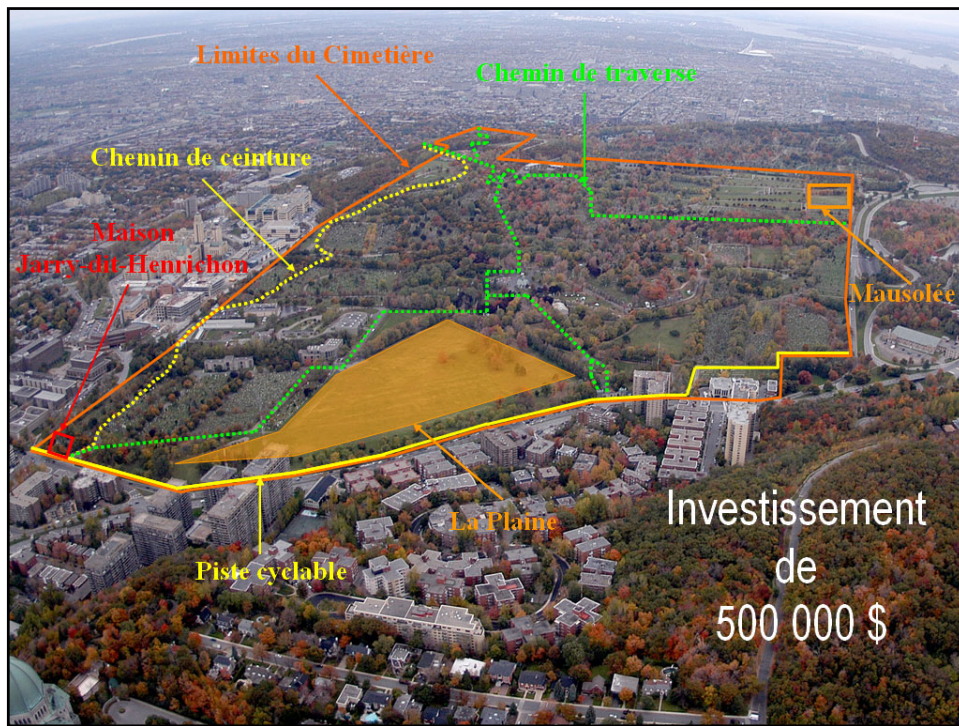 Limites du Cimetière
Chemin de traverse
Chemin de ceinture
Maison
Jarry-dit-Henrichon
Mausolée
La Plaine
Piste cyclable
Investissement
de
500 000 $